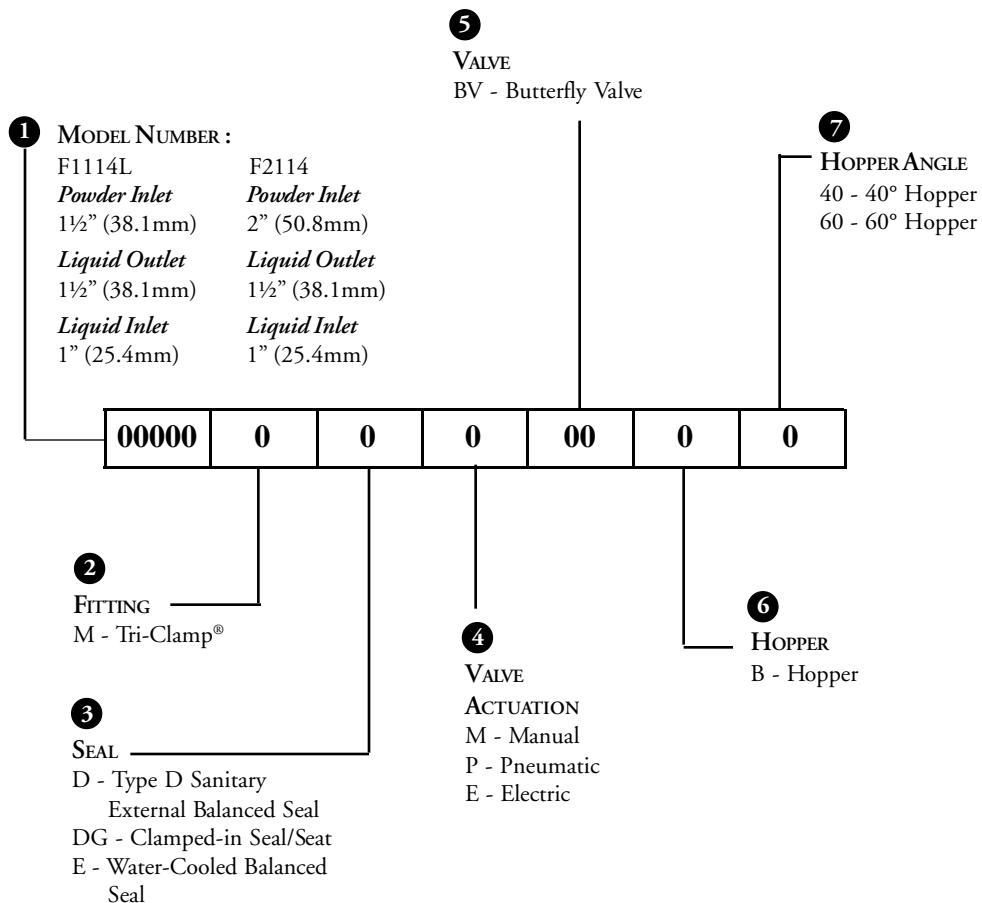 5
VALVE
BV - Butterfly Valve
1
MODEL NUMBER :
F1114L F2114
Powder Inlet Powder Inlet
1½” (38.1mm) 2” (50.8mm)
Liquid Outlet Liquid Outlet
1½” (38.1mm) 1½” (38.1mm)
Liquid Inlet Liquid Inlet
1” (25.4mm) 1” (25.4mm)
7
HOPPER ANGLE
40 - 40° Hopper
60 - 60° Hopper
00000 0 0 0 00 0 0
2
FITTING
M - Tri-Clamp®
3
SEAL
D - Type D Sanitary
External Balanced Seal
DG - Clamped-in Seal/Seat
E - Water-Cooled Balanced
Seal
4
VALVE
ACTUATION
M - Manual
P - Pneumatic
E - Electric
6
HOPPER
B - Hopper